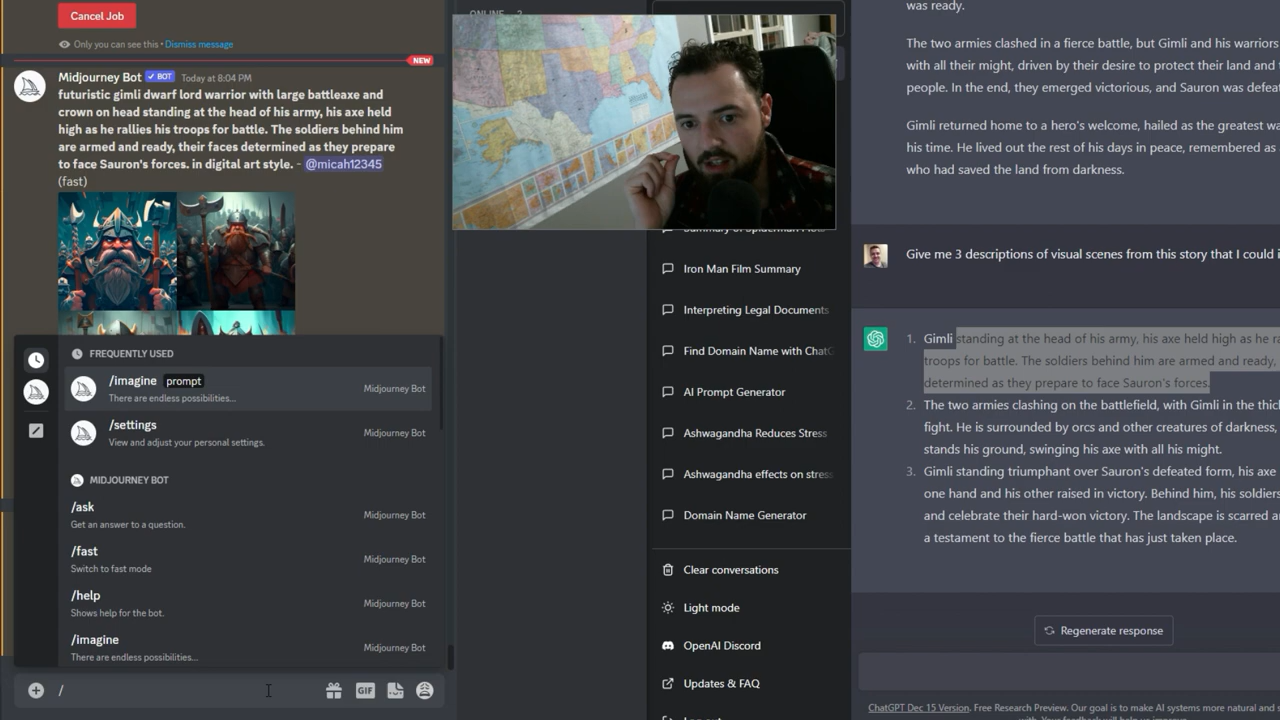 Cancel Job
Only you can see this • Dismiss message
NEW
Midjourney Bot ✓ BOT Today at 8:04 PM
futuristic gimli dwarf lord warrior with large battleaxe and
crown on head standing at the head of his army, his axe held
high as he rallies his troops for battle. The soldiers behind him
are armed and ready, their faces determined as they prepare
to face Sauron's forces. in digital art style. - @micah12345
(fast)
FREQUENTLY USED
/imagine prompt
There are endless possibilities...
Midjourney Bot
/settings
View and adjust your personal settings.
Midjourney Bot
MIDJOURNEY BOT
/ask
Get an answer to a question.
Midjourney Bot
/fast
Switch to fast mode
Midjourney Bot
/help
Shows help for the bot.
Midjourney Bot
/imagine
There are endless possibilities...
Midjourney Bot
/
GIF
Iron Man Film Summary
Interpreting Legal Documents
Find Domain Name with ChatG
AI Prompt Generator
Ashwagandha Reduces Stress
Ashwagandha effects on stress
Domain Name Generator
Clear conversations
Light mode
OpenAI Discord
Updates & FAQ
was ready.
The two armies clashed in a fierce battle, but Gimli and his warriors
with all their might, driven by their desire to protect their land and
people. In the end, they emerged victorious, and Sauron was defea
Gimli returned home to a hero's welcome, hailed as the greatest wa
his time. He lived out the rest of his days in peace, remembered as
who had saved the land from darkness.
Give me 3 descriptions of visual scenes from this story that I could i
1. Gimli standing at the head of his army, his axe held high as he ra
troops for battle. The soldiers behind him are armed and ready,
determined as they prepare to face Sauron's forces.
2. The two armies clashing on the battlefield, with Gimli in the thic
fight. He is surrounded by orcs and other creatures of darkness,
stands his ground, swinging his axe with all his might.
3. Gimli standing triumphant over Sauron's defeated form, his axe
one hand and his other raised in victory. Behind him, his soldiers
and celebrate their hard-won victory. The landscape is scarred a
a testament to the fierce battle that has just taken place.
Regenerate response
ChatGPT Dec 15 Version. Free Research Preview. Our goal is to make AI systems more natural and s